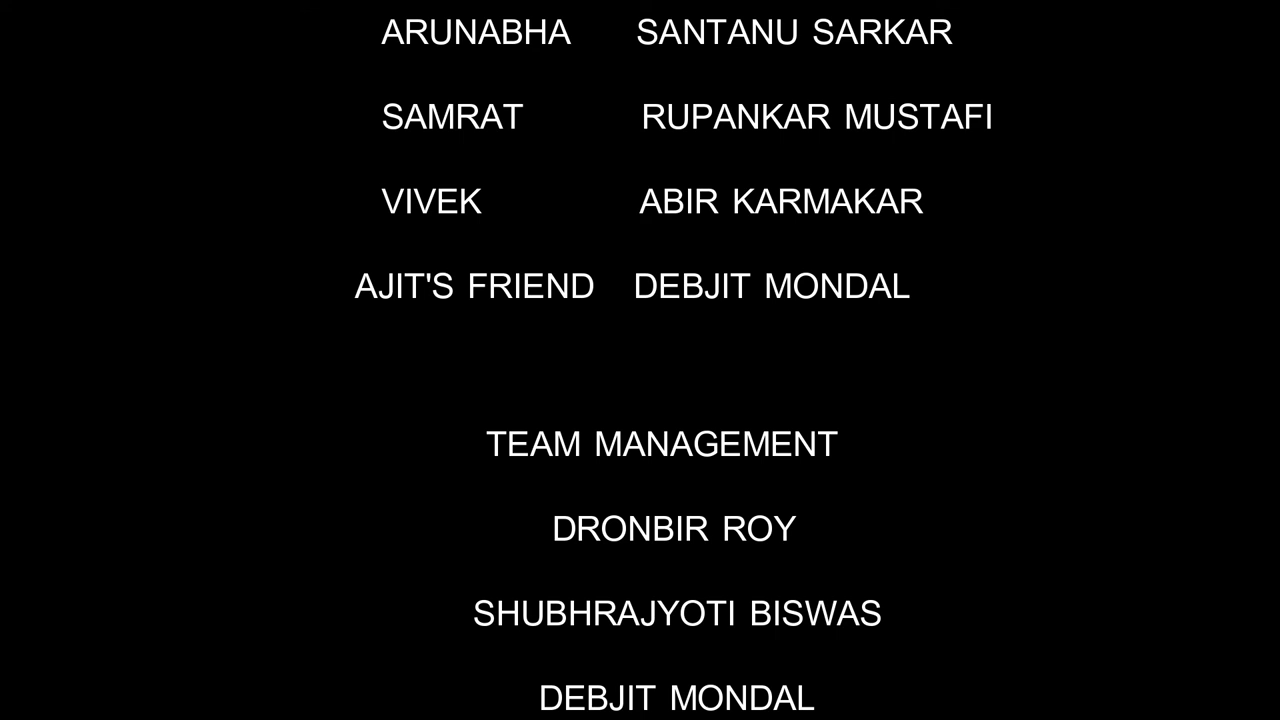 ARUNABHA SANTANU SARKAR
SAMRAT RUPANKAR MUSTAFI
VIVEK ABIR KARMAKAR
AJIT'S FRIEND DEBJIT MONDAL
TEAM MANAGEMENT
DRONBIR ROY
SHUBHRAJYOTI BISWAS
DEBJIT MONDAL